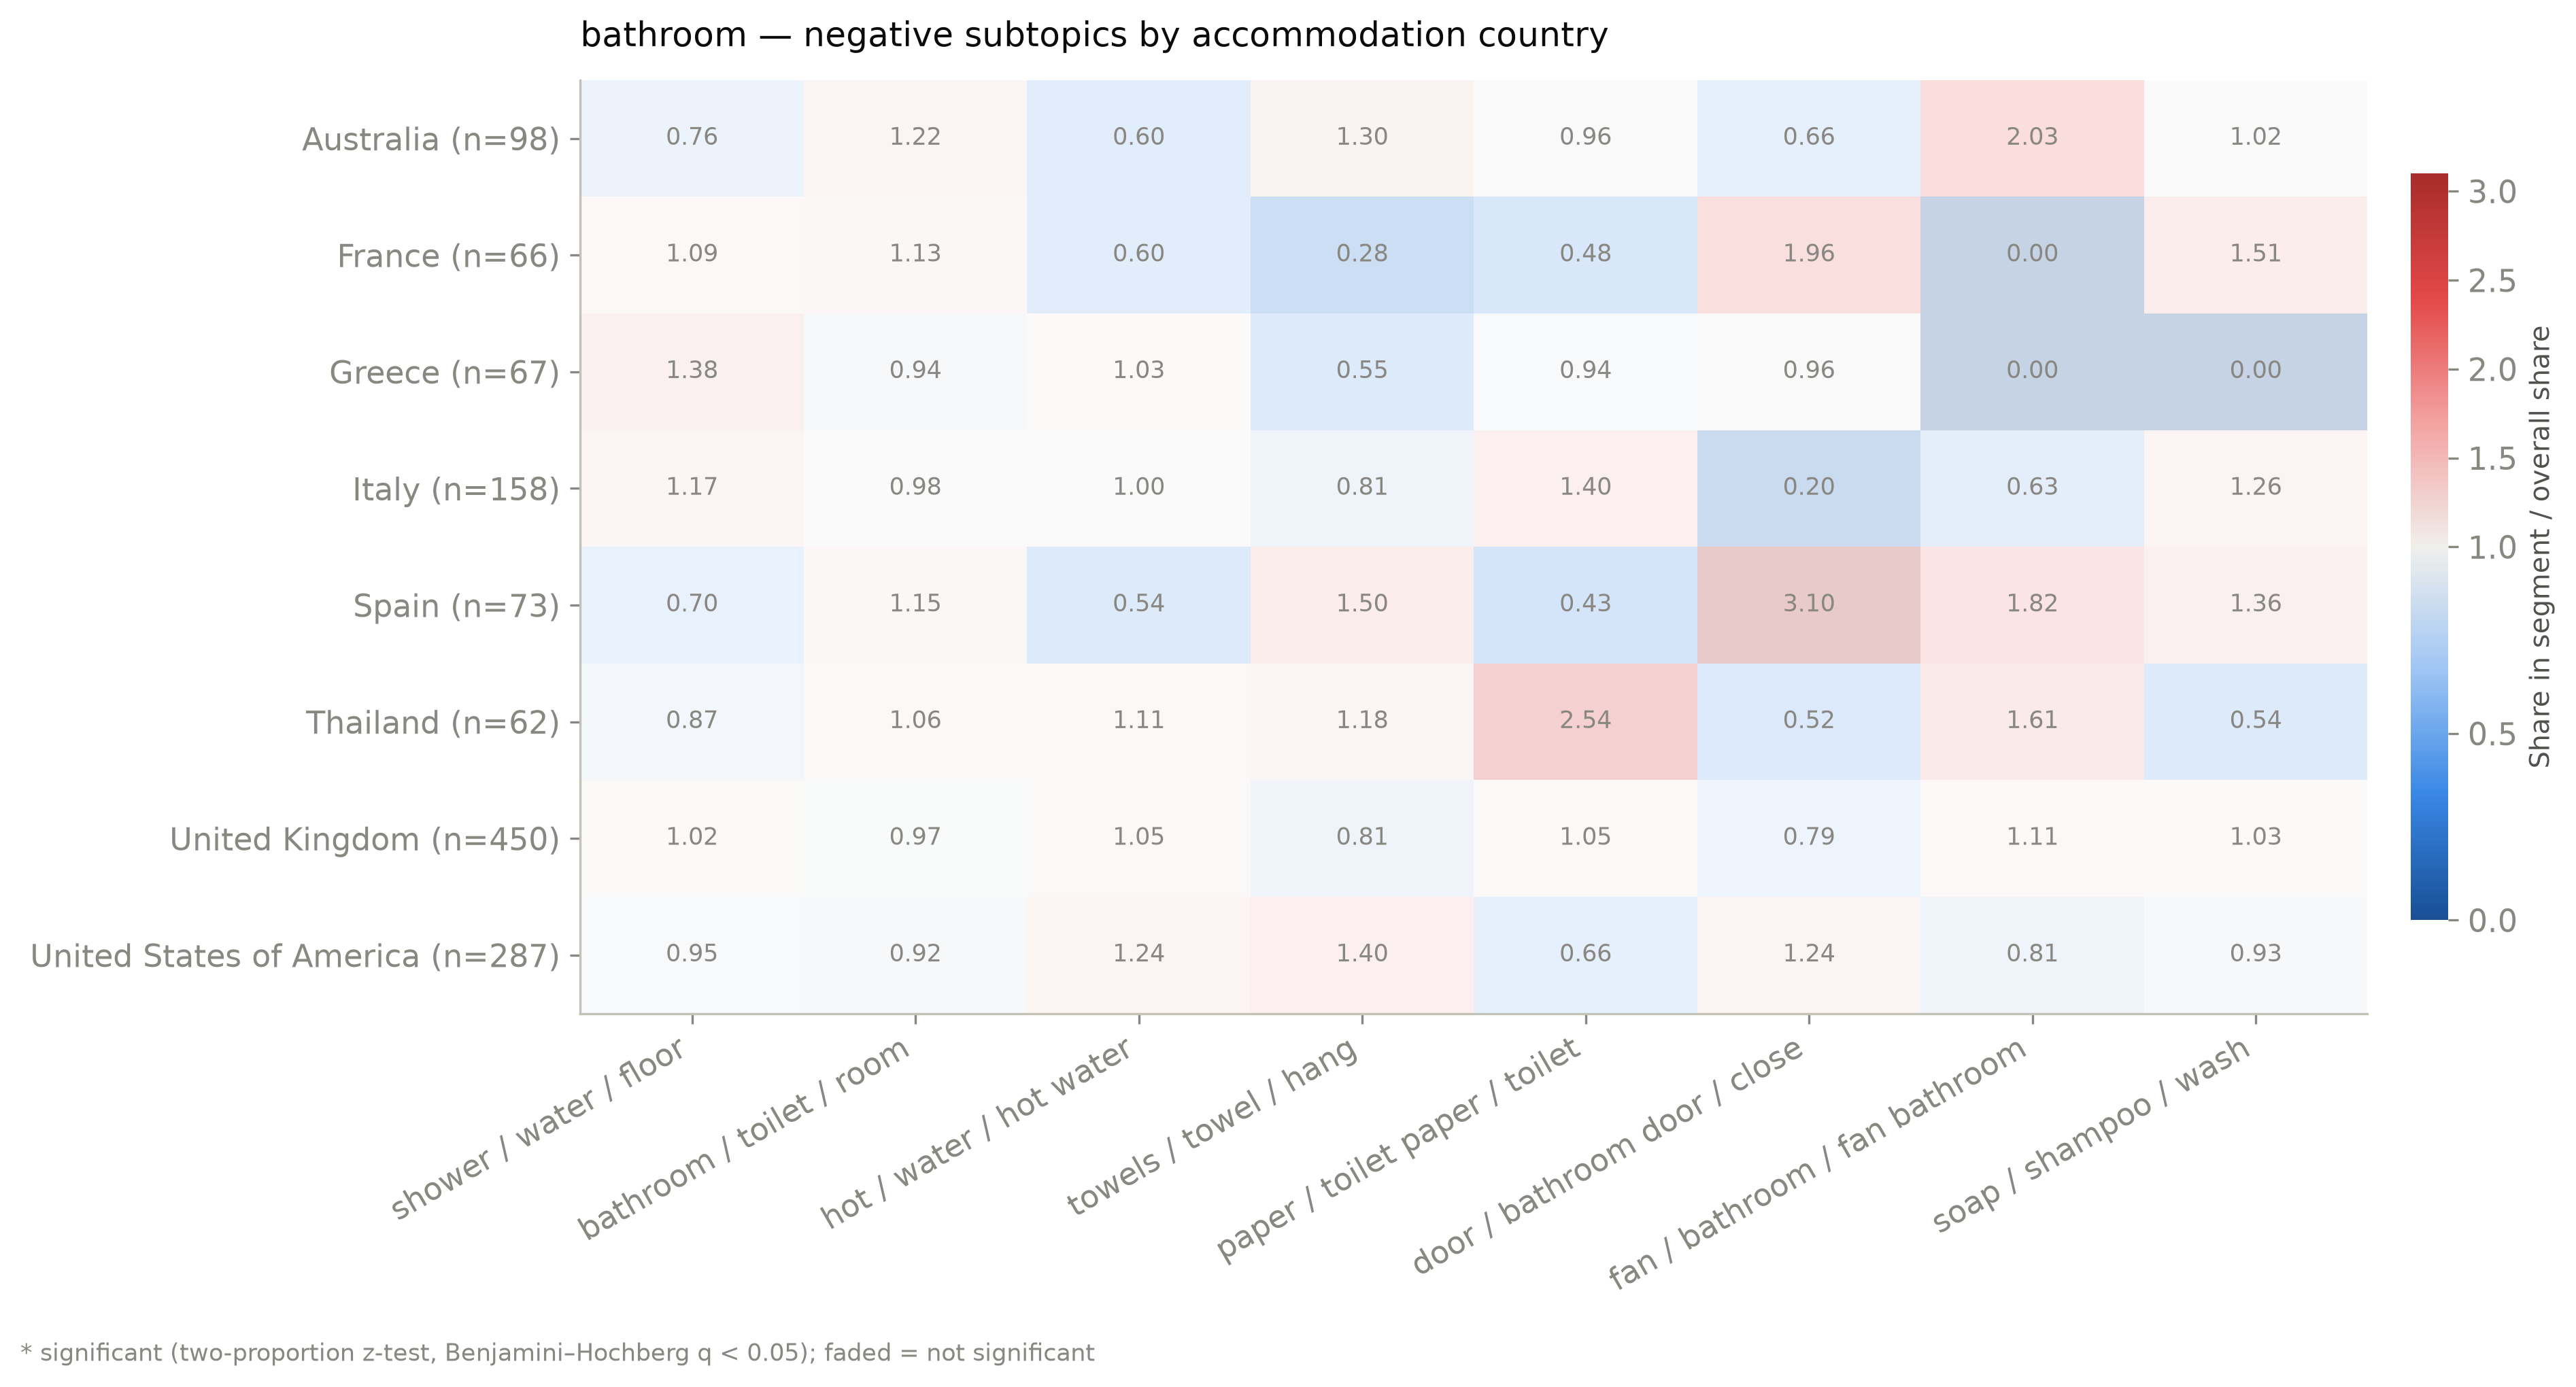 bathroom — negative subtopics by accommodation country
Australia (n=98) 0.76 1.22 0.60 1.30 0.96 0.66 2.03 1.02
France (n=66) 1.09 1.13 0.60 0.28 0.48 1.96 0.00 1.51
Greece (n=67) 1.38 0.94 1.03 0.55 0.94 0.96 0.00 0.00
Italy (n=158) 1.17 0.98 1.00 0.81 1.40 0.20 0.63 1.26
Spain (n=73) 0.70 1.15 0.54 1.50 0.43 3.10 1.82 1.36
Thailand (n=62) 0.87 1.06 1.11 1.18 2.54 0.52 1.61 0.54
United Kingdom (n=450) 1.02 0.97 1.05 0.81 1.05 0.79 1.11 1.03
United States of America (n=287) 0.95 0.92 1.24 1.40 0.66 1.24 0.81 0.93
shower / water / floor
bathroom / toilet / room
hot / water / hot water
towels / towel / hang
paper / toilet paper / toilet
door / bathroom door / close
fan / bathroom / fan bathroom
soap / shampoo / wash
3.0
2.5
2.0
1.5
1.0
0.5
0.0
Share in segment / overall share
* significant (two-proportion z-test, Benjamini–Hochberg q < 0.05); faded = not significant